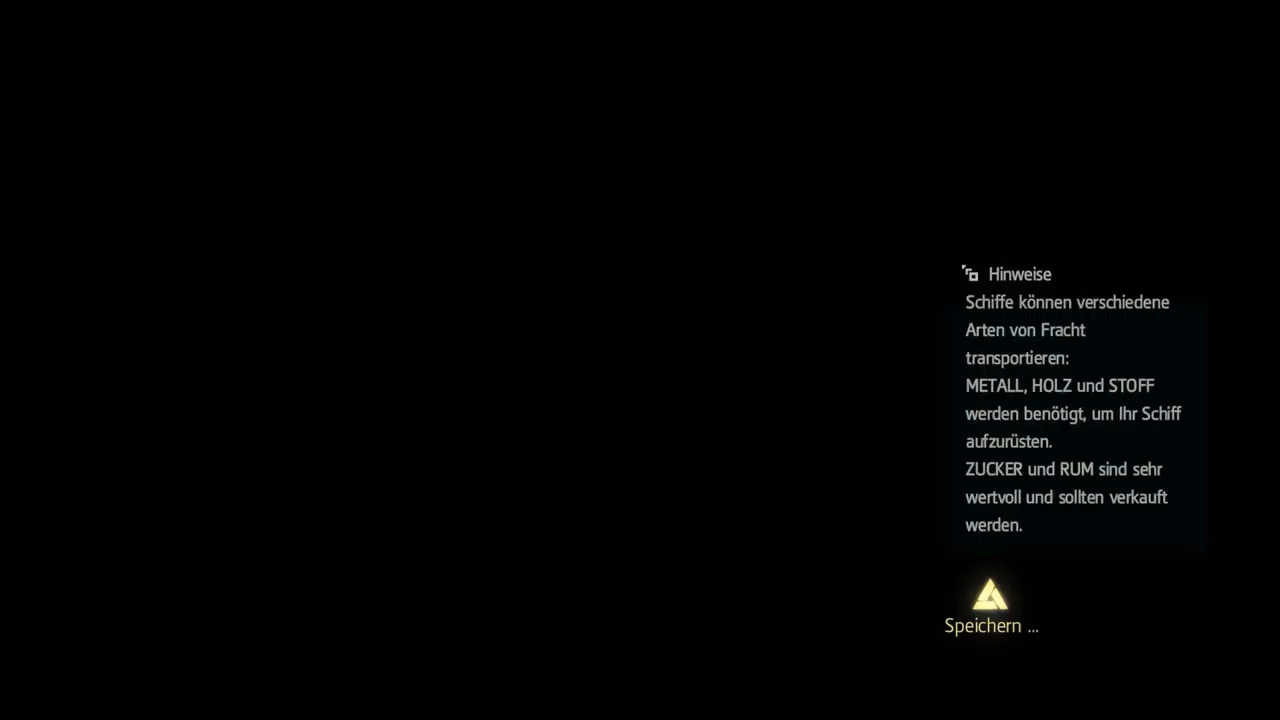 Hinweise
Schiffe können verschiedene
Arten von Fracht
transportieren:
METALL, HOLZ und STOFF
werden benötigt, um Ihr Schiff
aufzurüsten.
ZUCKER und RUM sind sehr
wertvoll und sollten verkauft
werden.
Speichern ...